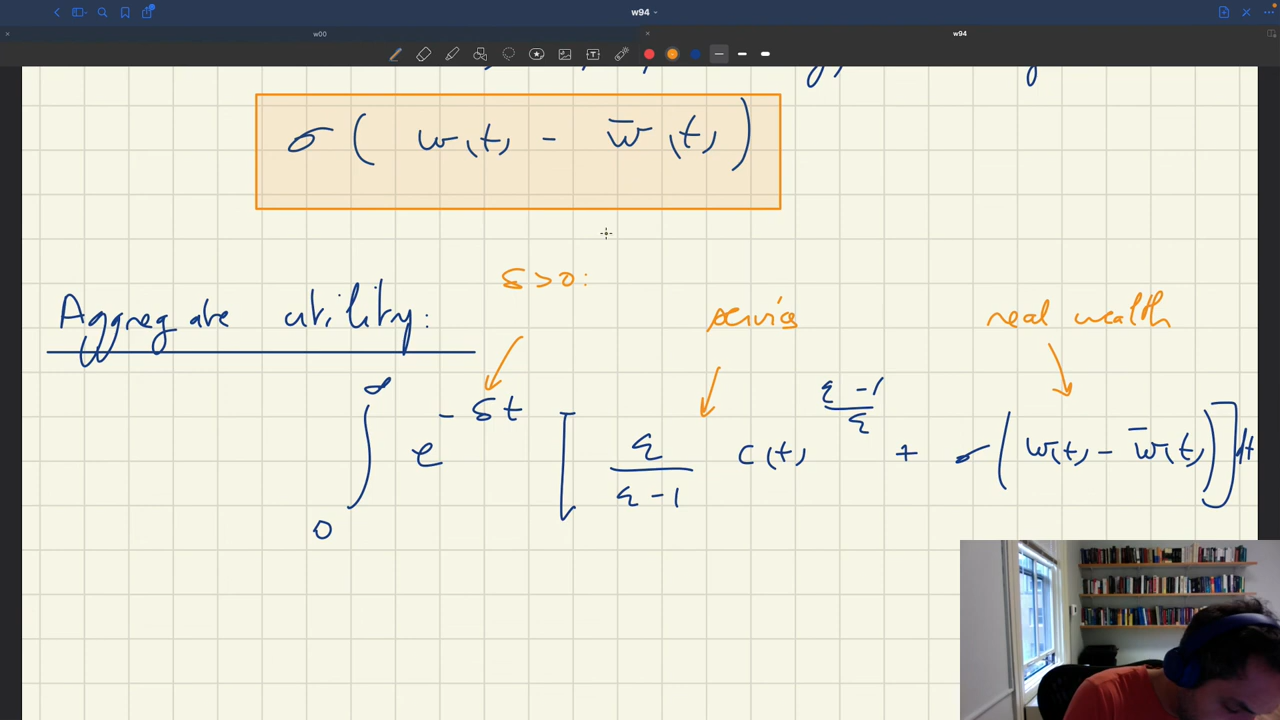 w94
w00
w94
σ ( w(t) - w̄(t) )
δ > 0 :
Aggregate utility:
services
real wealth
∫₀^∞ e^{-δt} [ ε/(ε-1) c(t)^{(ε-1)/ε} + σ( w(t) - w̄(t) ) ] dt